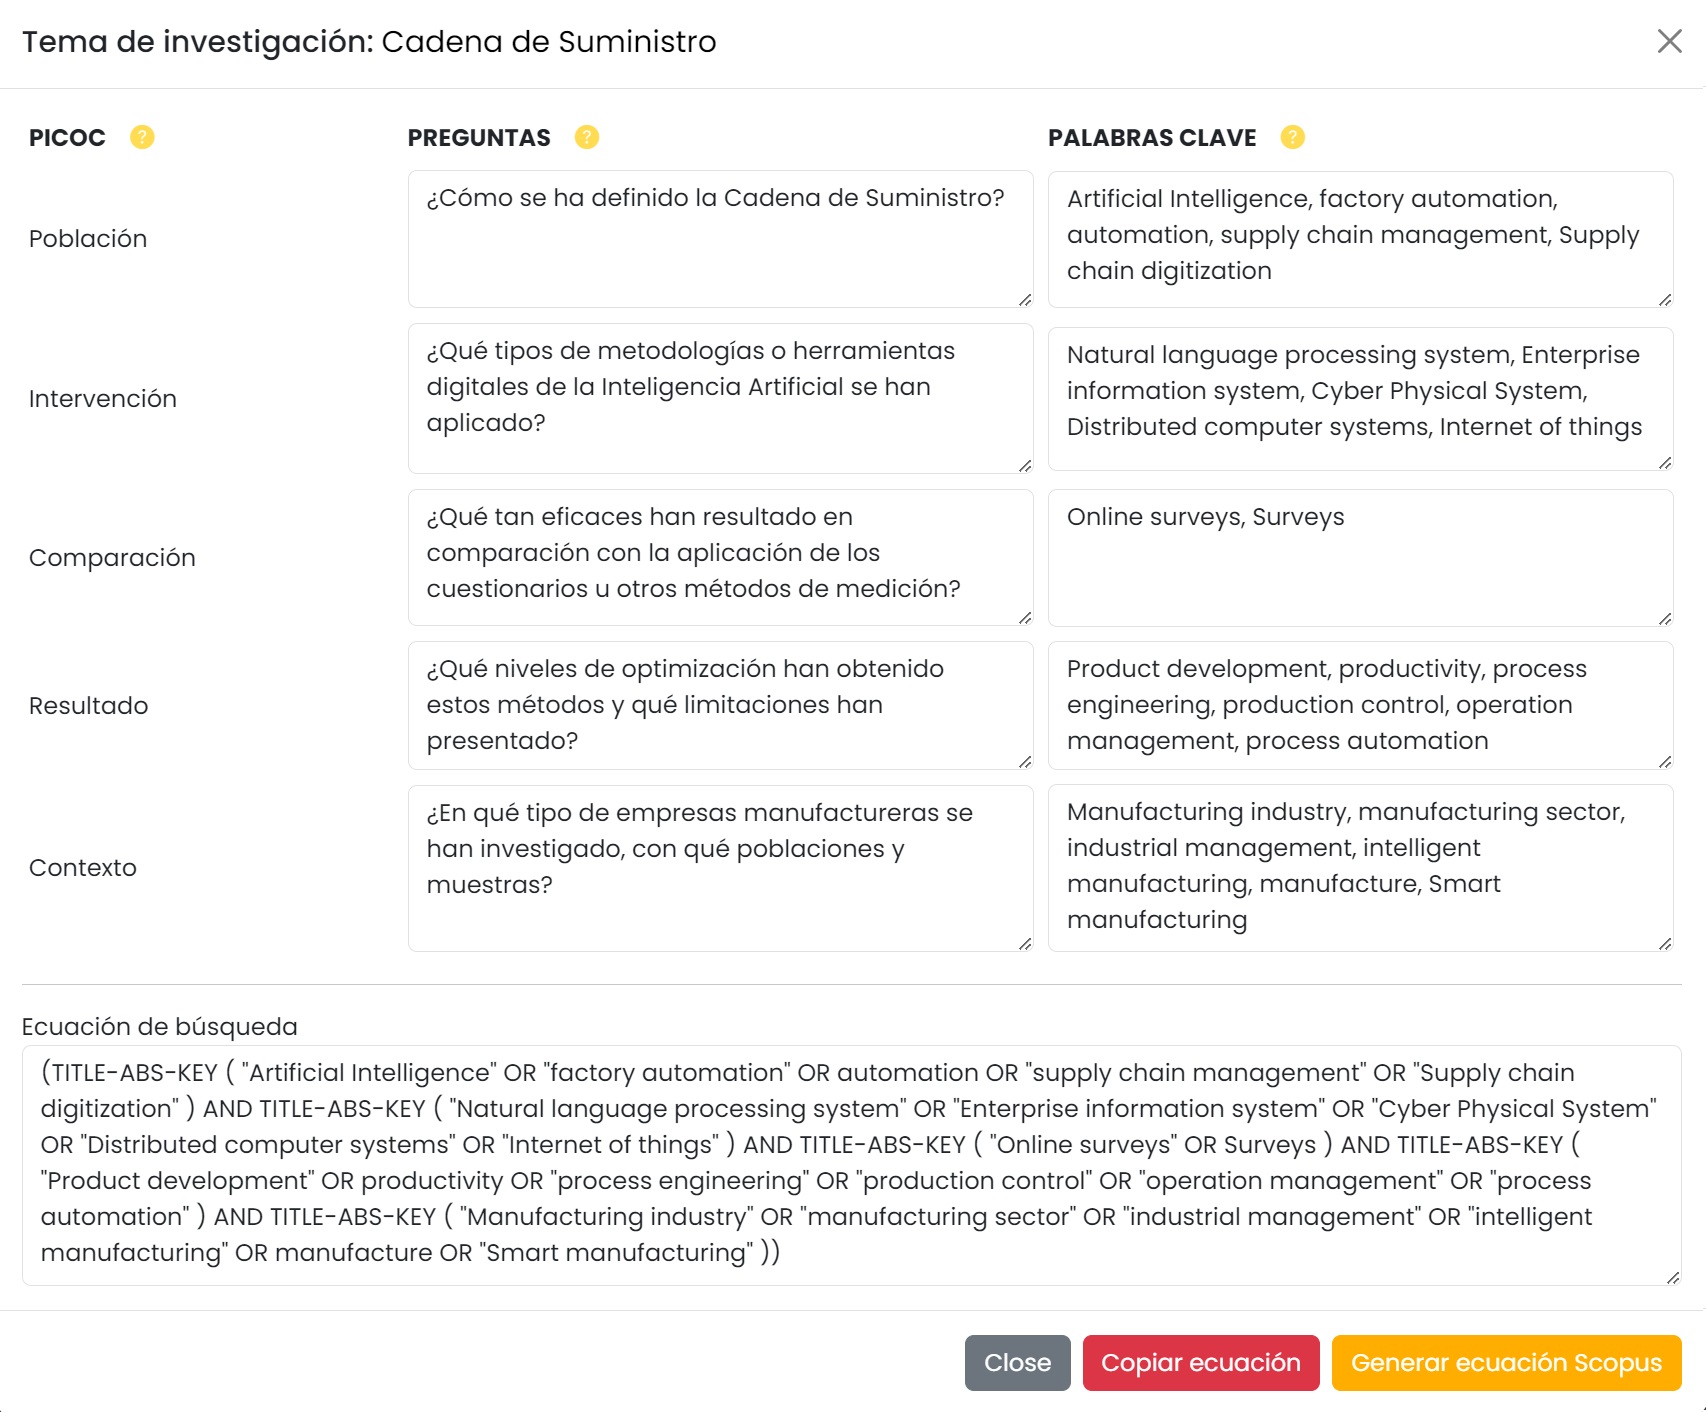 Tema de investigación: Cadena de Suministro
PICOC ?
PREGUNTAS ?
PALABRAS CLAVE ?
Población
¿Cómo se ha definido la Cadena de Suministro?
Artificial Intelligence, factory automation,
automation, supply chain management, Supply
chain digitization
Intervención
¿Qué tipos de metodologías o herramientas
digitales de la Inteligencia Artificial se han
aplicado?
Natural language processing system, Enterprise
information system, Cyber Physical System,
Distributed computer systems, Internet of things
Comparación
¿Qué tan eficaces han resultado en
comparación con la aplicación de los
cuestionarios u otros métodos de medición?
Online surveys, Surveys
Resultado
¿Qué niveles de optimización han obtenido
estos métodos y qué limitaciones han
presentado?
Product development, productivity, process
engineering, production control, operation
management, process automation
Contexto
¿En qué tipo de empresas manufactureras se
han investigado, con qué poblaciones y
muestras?
Manufacturing industry, manufacturing sector,
industrial management, intelligent
manufacturing, manufacture, Smart
manufacturing
Ecuación de búsqueda
(TITLE-ABS-KEY ( "Artificial Intelligence" OR "factory automation" OR automation OR "supply chain management" OR "Supply chain
digitization" ) AND TITLE-ABS-KEY ( "Natural language processing system" OR "Enterprise information system" OR "Cyber Physical System"
OR "Distributed computer systems" OR "Internet of things" ) AND TITLE-ABS-KEY ( "Online surveys" OR Surveys ) AND TITLE-ABS-KEY (
"Product development" OR productivity OR "process engineering" OR "production control" OR "operation management" OR "process
automation" ) AND TITLE-ABS-KEY ( "Manufacturing industry" OR "manufacturing sector" OR "industrial management" OR "intelligent
manufacturing" OR manufacture OR "Smart manufacturing" ))
Close
Copiar ecuación
Generar ecuación Scopus